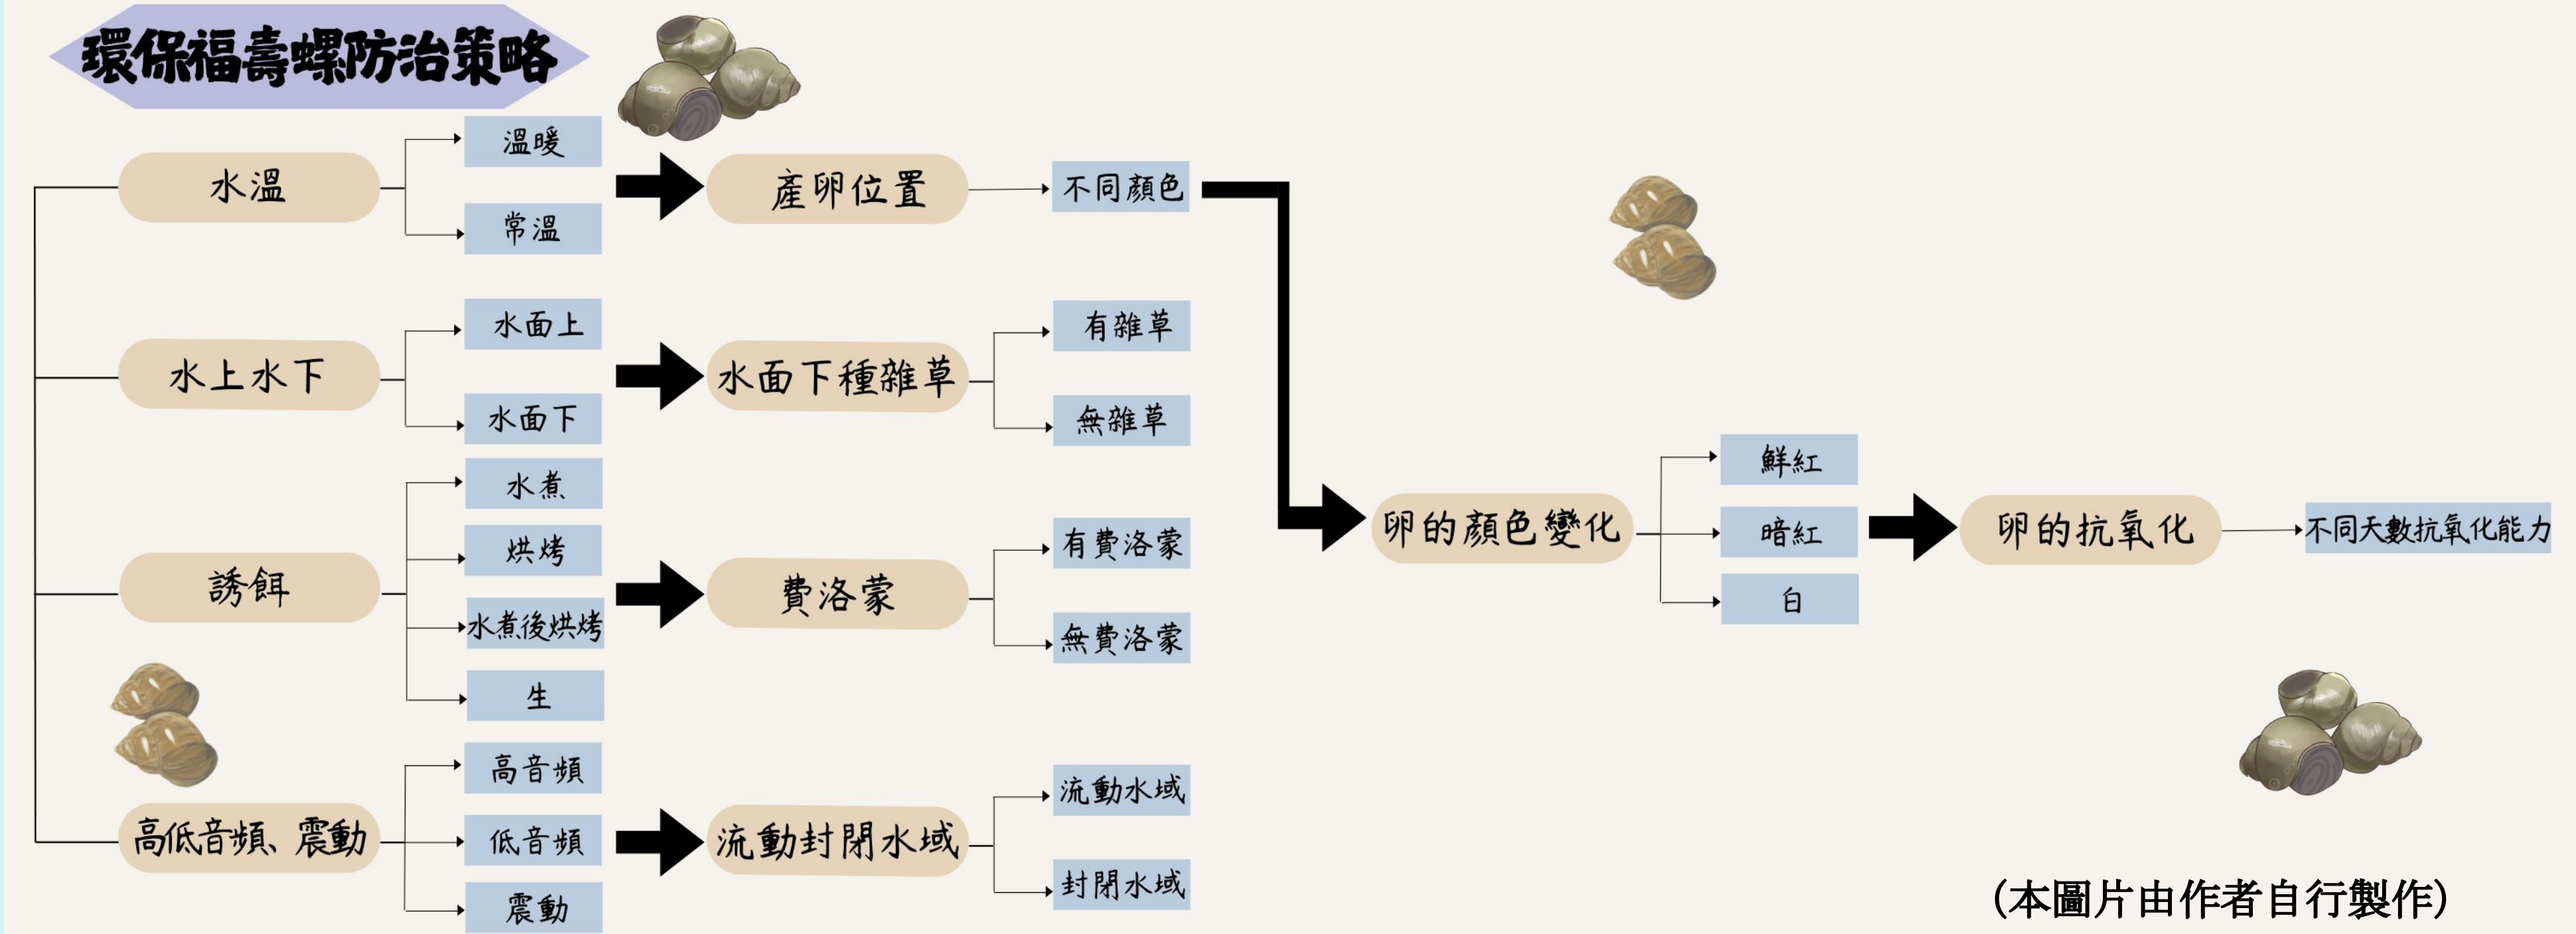 環保福壽螺防治策略
水溫
溫暖
常溫
產卵位置
不同顏色
水上水下
水面上
水面下
水面下種雜草
有雜草
無雜草
誘餌
水煮
烘烤
水煮後烘烤
生
費洛蒙
有費洛蒙
無費洛蒙
高低音頻、震動
高音頻
低音頻
震動
流動封閉水域
流動水域
封閉水域
卵的顏色變化
鮮紅
暗紅
白
卵的抗氧化
不同天數抗氧化能力
(本圖片由作者自行製作)